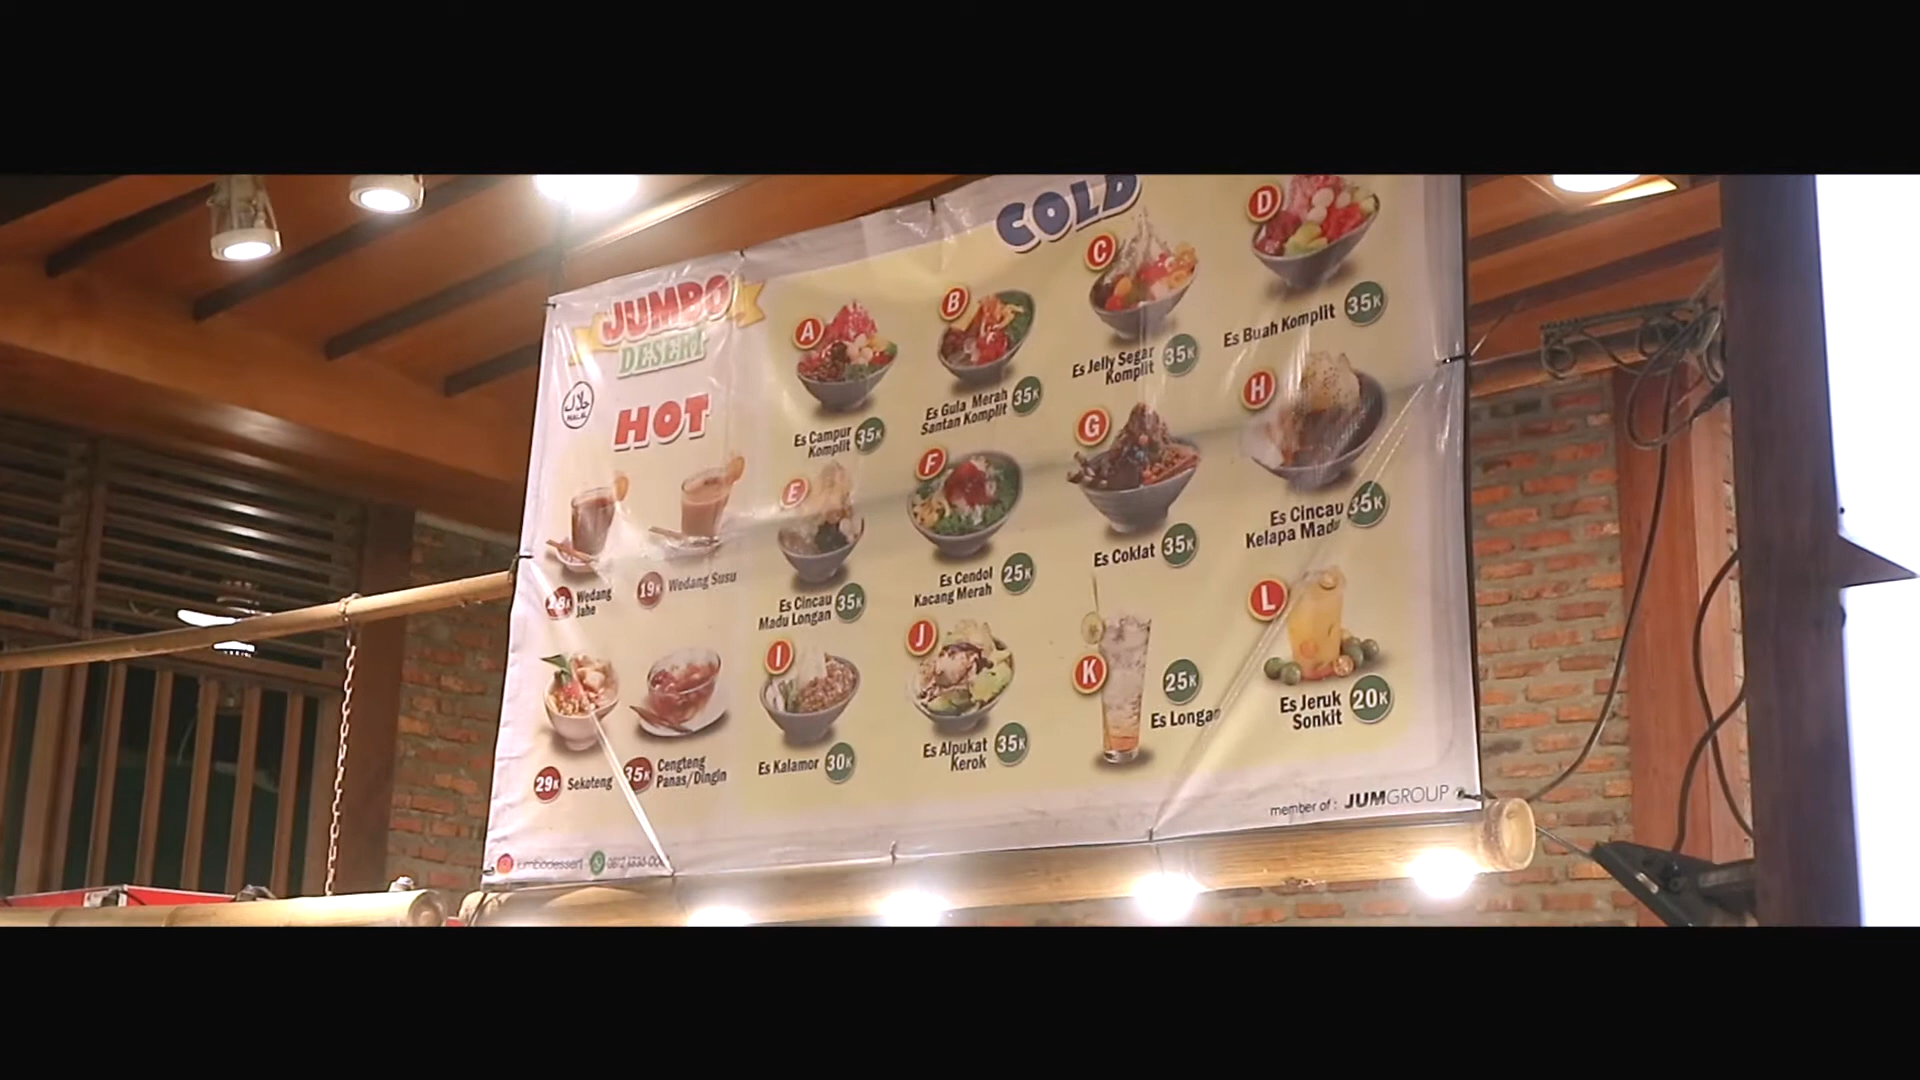 JUMBO
DESERT
حلال
HALAL
HOT
Wedang
Jahe
19K Wedang Susu
29K Sekoteng
35K Cengteng
Panas/Dingin
COLD
A
Es Campur
Komplit 35K
B
Es Gula Merah
Santan Komplit 35K
C
Es Jelly Segar
Komplit 35K
D
Es Buah Komplit 35K
E
Es Cincau
Madu Longan 35K
F
Es Cendol
Kacang Merah 25K
G
Es Coklat 35K
H
Es Cincau
Kelapa Madu 35K
I
Es Kalamor 30K
J
Es Alpukat
Kerok 35K
K
25K
Es Longan
L
Es Jeruk
Sonkit 20K
jumbodessert
member of : JUMGROUP